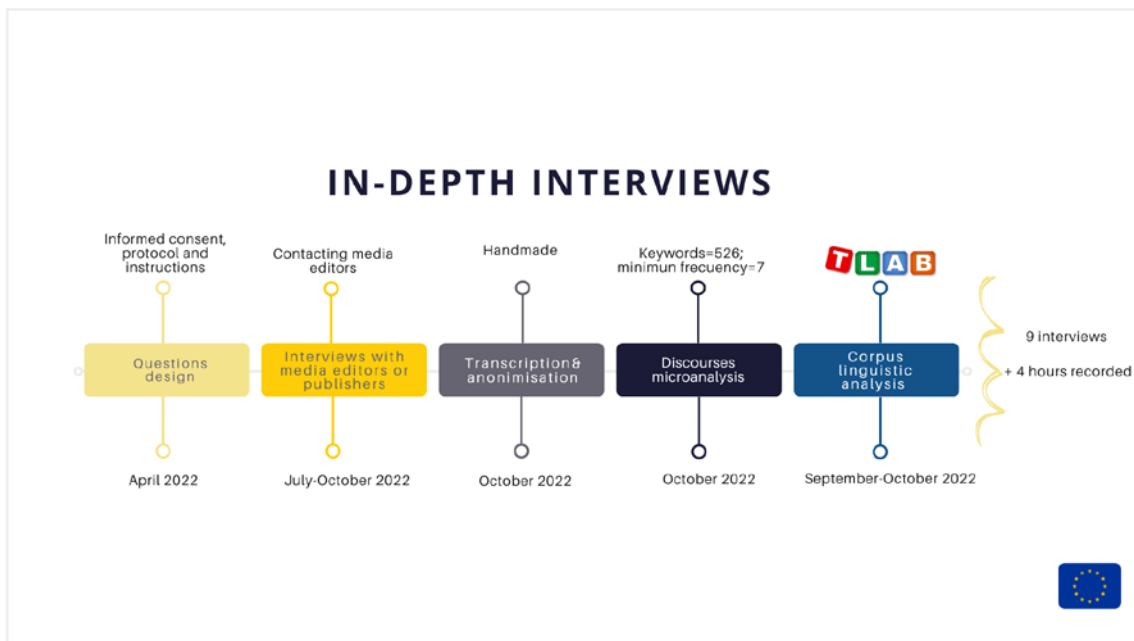 IN-DEPTH INTERVIEWS
Informed consent,
protocol and
instructions
Contacting media
editors
Handmade
Keywords=526;
minimun frecuency=7
TLAB
Questions
design
Interviews with
media editors or
publishers
Transcription&
anonimisation
Discourses
microanalysis
Corpus
linguistic
analysis
9 interviews
+ 4 hours recorded
April 2022
July-October 2022
October 2022
October 2022
September-October 2022